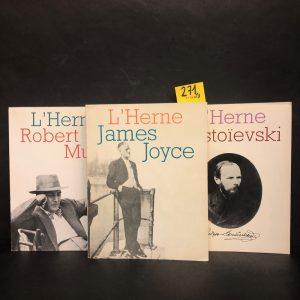 271
L'Herne
Robert
Mu
L'Herne
James
Joyce
'Herne
stoïevski